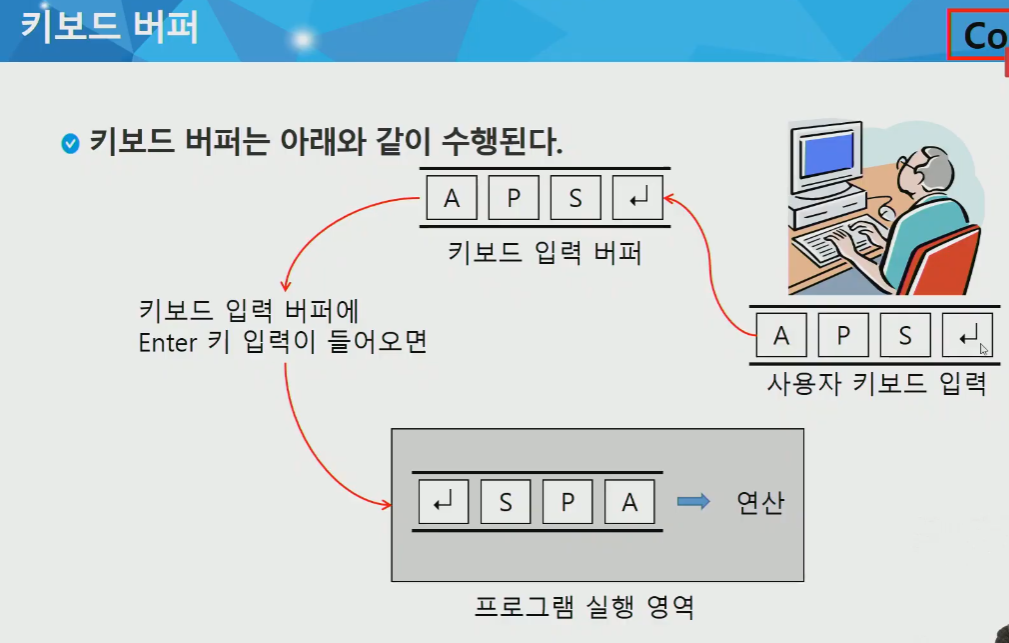 키보드 버퍼
Co
키보드 버퍼는 아래와 같이 수행된다.
A P S ↵
키보드 입력 버퍼
키보드 입력 버퍼에
Enter 키 입력이 들어오면
A P S ↵
사용자 키보드 입력
↵ S P A 연산
프로그램 실행 영역